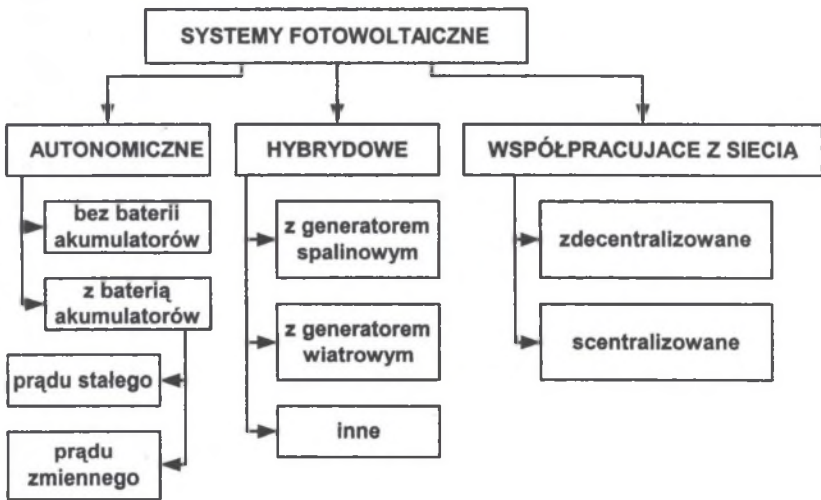 SYSTEMY FOTOWOLTAICZNE
AUTONOMICZNE
bez baterii
akumulatorów
z baterią
akumulatorów
prądu stałego
prądu
zmiennego
HYBRYDOWE
z generatorem
spalinowym
z generatorem
wiatrowym
inne
WSPÓŁPRACUJACE Z SIECIĄ
zdecentralizowane
scentralizowane